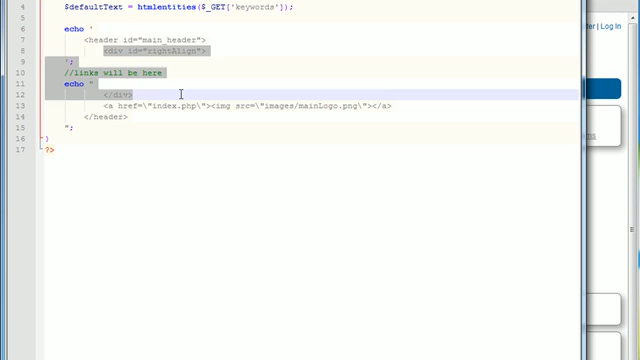 4 $defaultText = htmlentities($_GET['keywords']);
5
6 echo '
7 <header id="main_header">
8 <div id="rightAlign">
9 ';
10 //links will be here
11 echo "
12 </div>
13 <a href=\"index.php\"><img src=\"images/mainLogo.png\"></a>
14 </header>
15 ";
16 }
17 ?>
| Log In